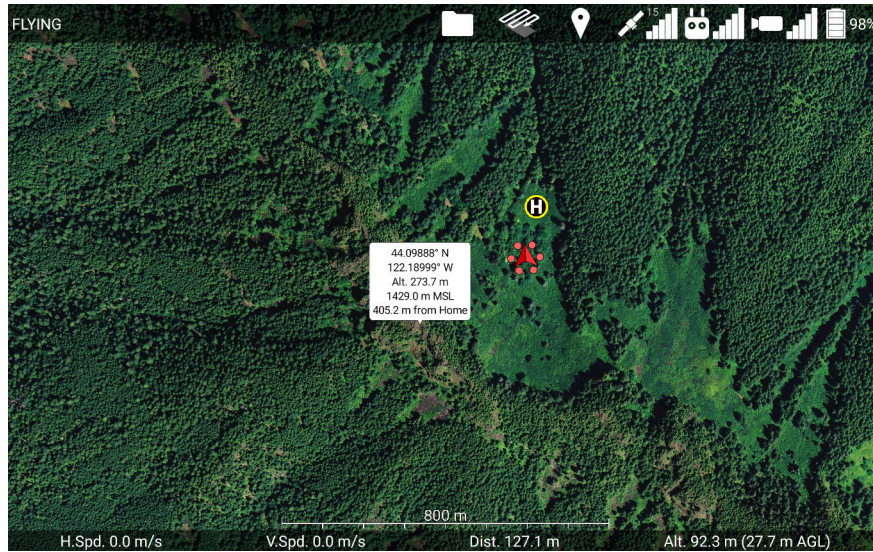 FLYING
15
98%
H
44.09888° N
122.18999° W
Alt. 273.7 m
1429.0 m MSL
405.2 m from Home
800 m
H.Spd. 0.0 m/s V.Spd. 0.0 m/s Dist. 127.1 m Alt. 92.3 m (27.7 m AGL)